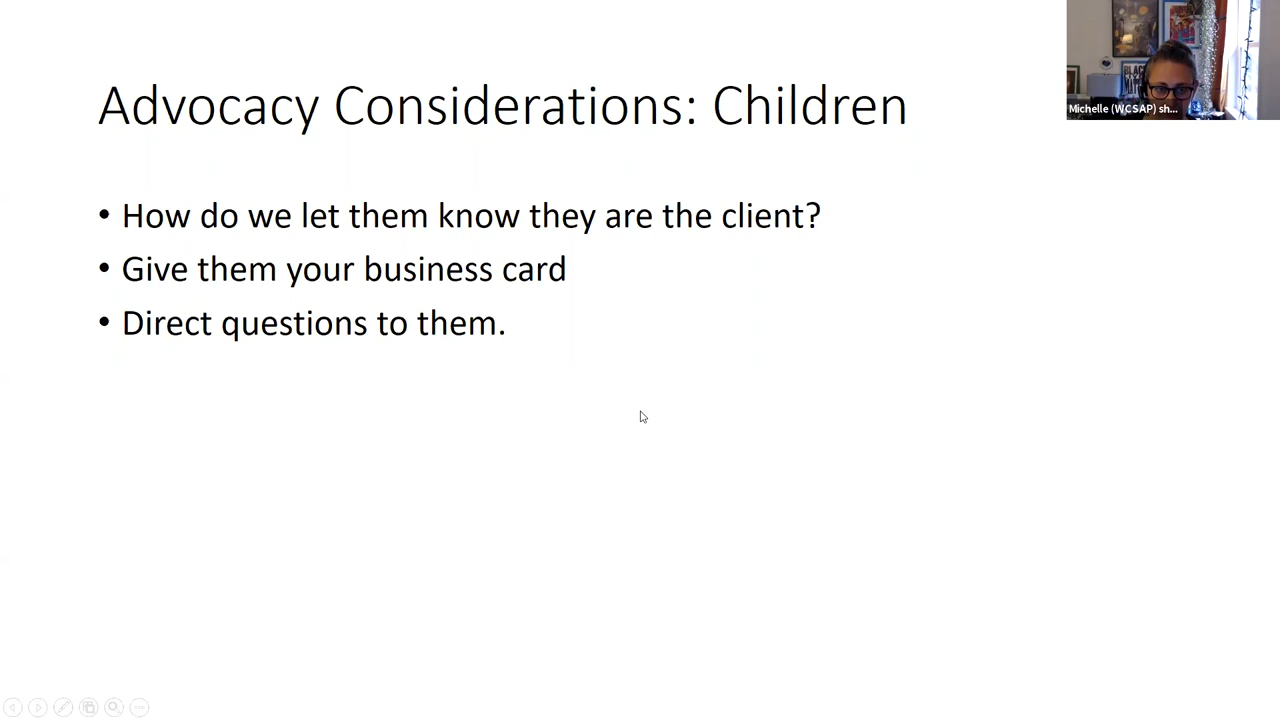 Advocacy Considerations: Children
• How do we let them know they are the client?
• Give them your business card
• Direct questions to them.
Michelle (WCSAP) sh...
BLACK